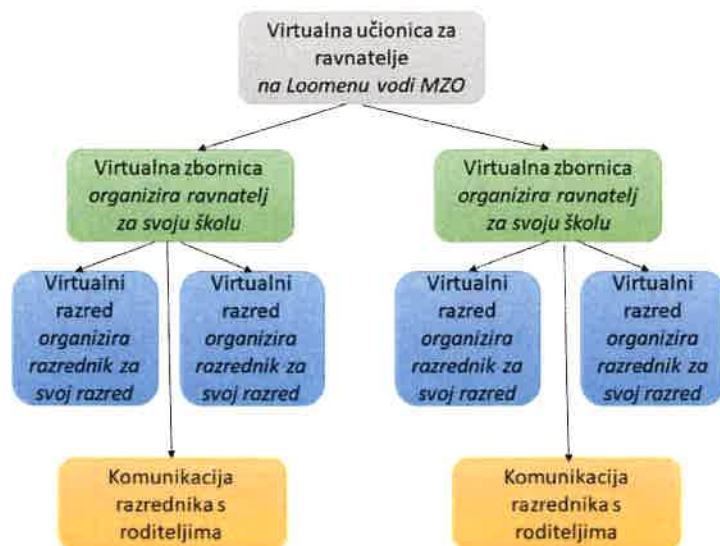 Virtualna učionica za
ravnatelje
na Loomenu vodi MZO
Virtualna zbornica
organizira ravnatelj
za svoju školu
Virtualna zbornica
organizira ravnatelj
za svoju školu
Virtualni
razred
organizira
razrednik za
svoj razred
Virtualni
razred
organizira
razrednik za
svoj razred
Virtualni
razred
organizira
razrednik za
svoj razred
Virtualni
razred
organizira
razrednik za
svoj razred
Komunikacija
razrednika s
roditeljima
Komunikacija
razrednika s
roditeljima